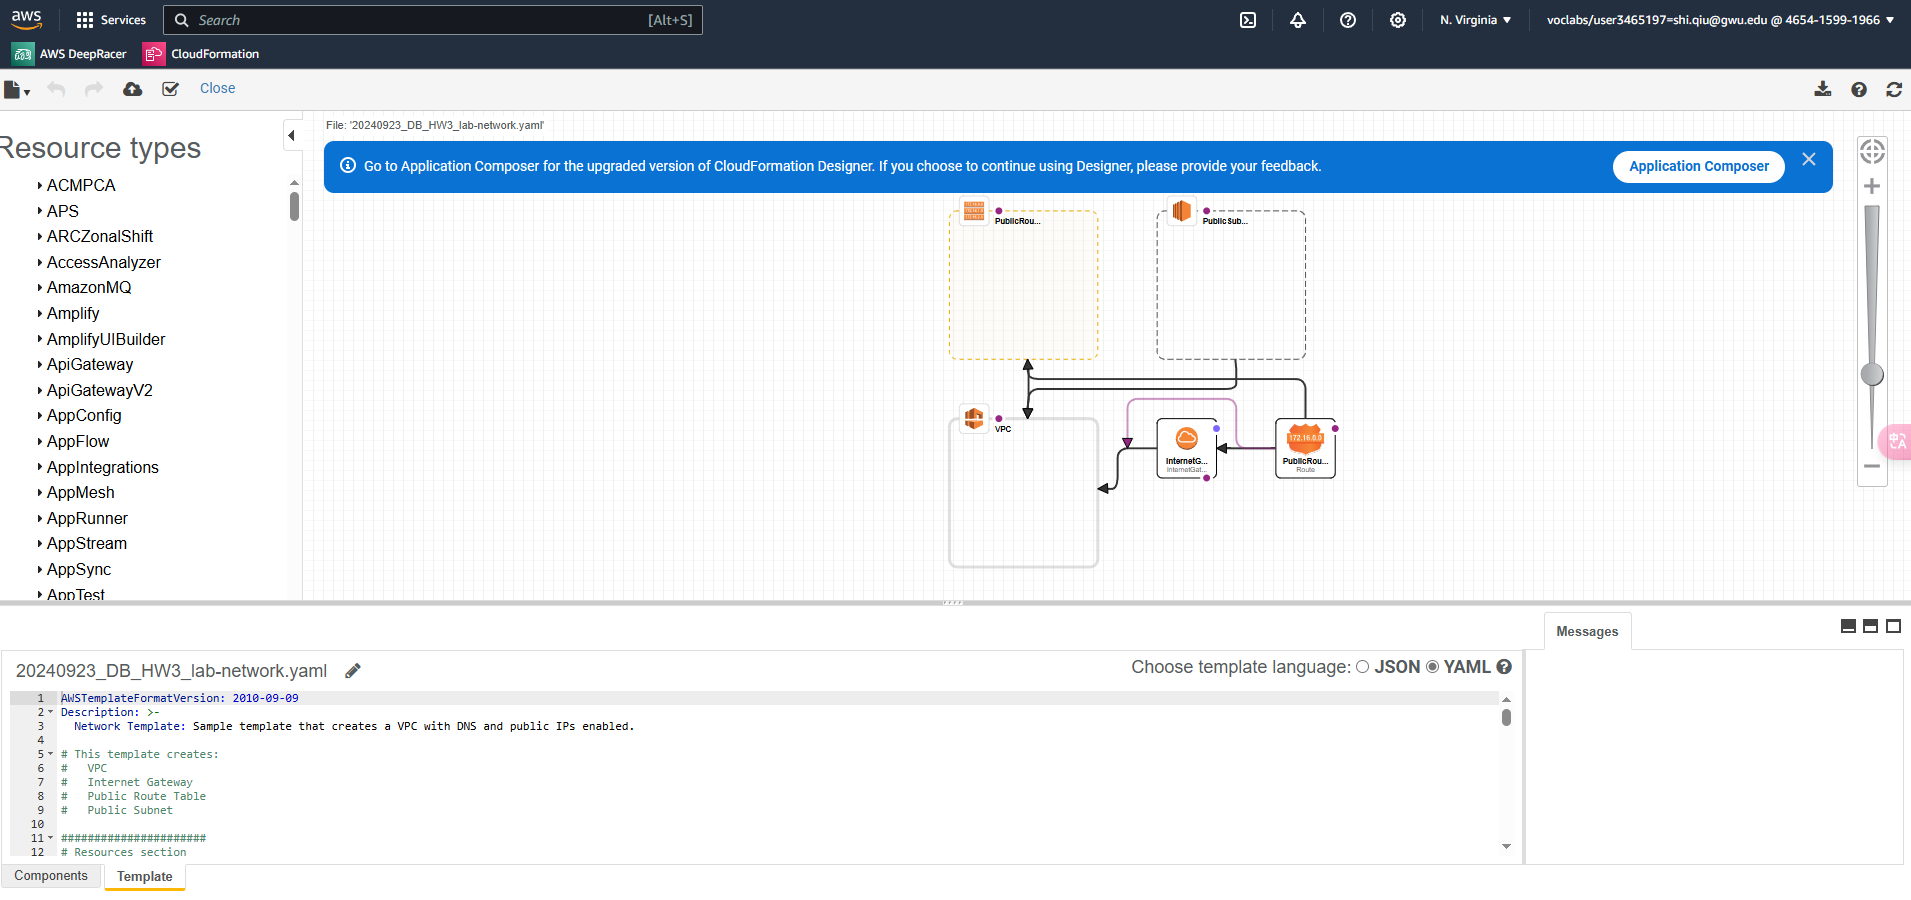 aws
Services
Search
[Alt+S]
N. Virginia
voclabs/user3465197=shi.qiu@gwu.edu @ 4654-1599-1966
AWS DeepRacer
CloudFormation
Close
Resource types
ACMPCA
APS
ARCZonalShift
AccessAnalyzer
AmazonMQ
Amplify
AmplifyUIBuilder
ApiGateway
ApiGatewayV2
AppConfig
AppFlow
AppIntegrations
AppMesh
AppRunner
AppStream
AppSync
AppTest
File: '20240923_DB_HW3_lab-network.yaml'
Go to Application Composer for the upgraded version of CloudFormation Designer. If you choose to continue using Designer, please provide your feedback.
Application Composer
PublicRou...
PublicSub...
VPC
InternetG...
InternetGat...
172.16.0.0
PublicRou...
Route
中A
Messages
20240923_DB_HW3_lab-network.yaml
Choose template language: JSON YAML
1 AWSTemplateFormatVersion: 2010-09-09
2 Description: >-
3 Network Template: Sample template that creates a VPC with DNS and public IPs enabled.
4
5 # This template creates:
6 # VPC
7 # Internet Gateway
8 # Public Route Table
9 # Public Subnet
10
11 ######################
12 # Resources section
Components
Template